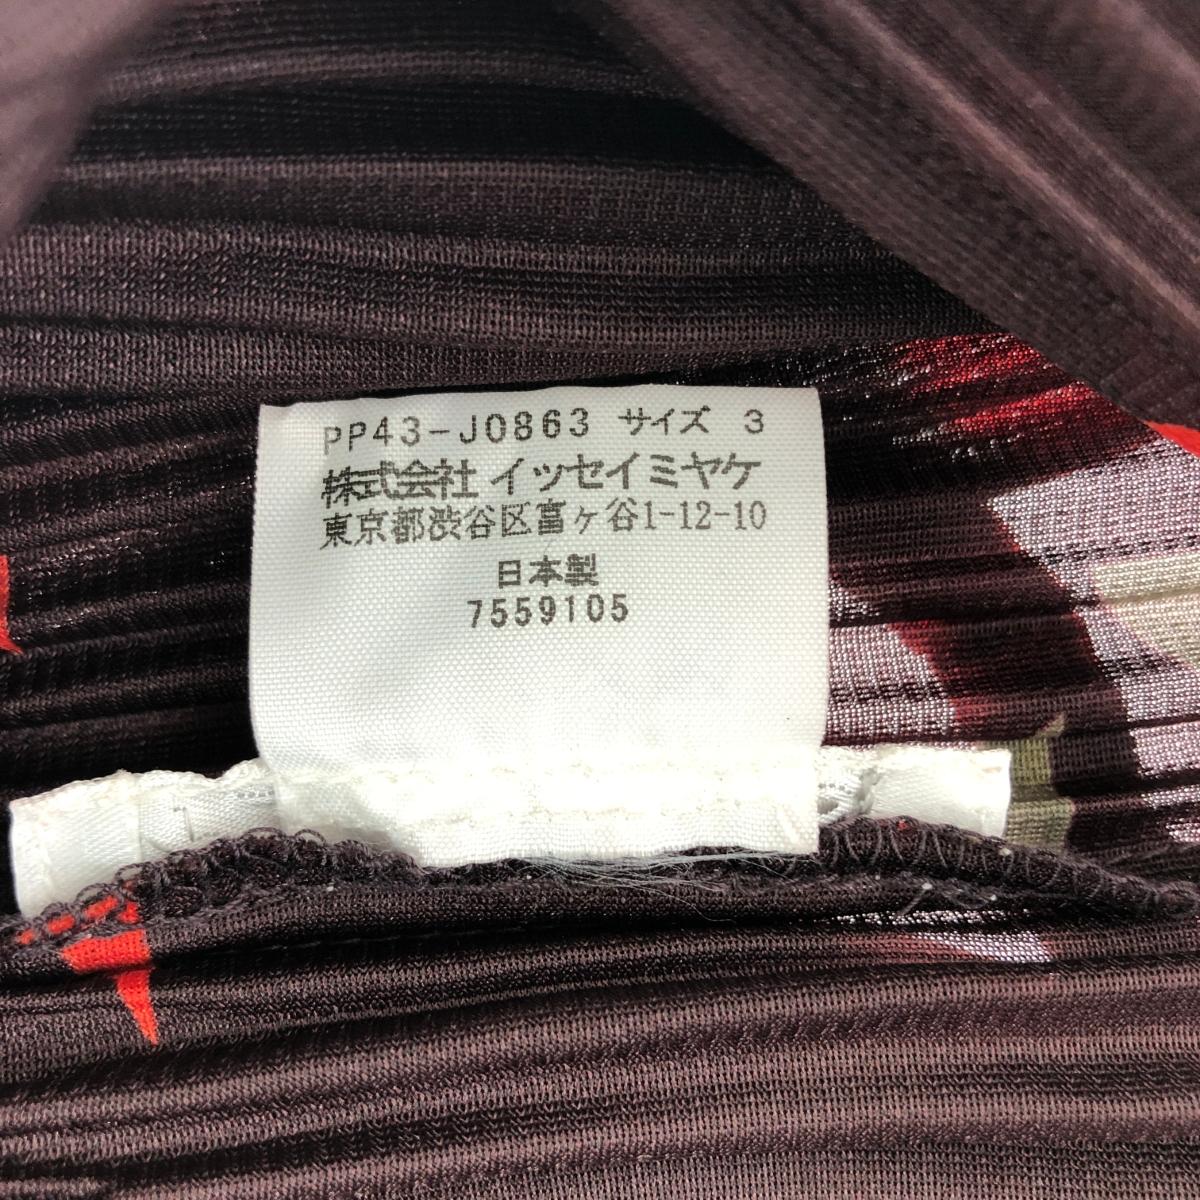 PP43-J0863 サイズ 3
株式会社 イッセイミヤケ
東京都渋谷区富ヶ谷1-12-10
日本製
7559105